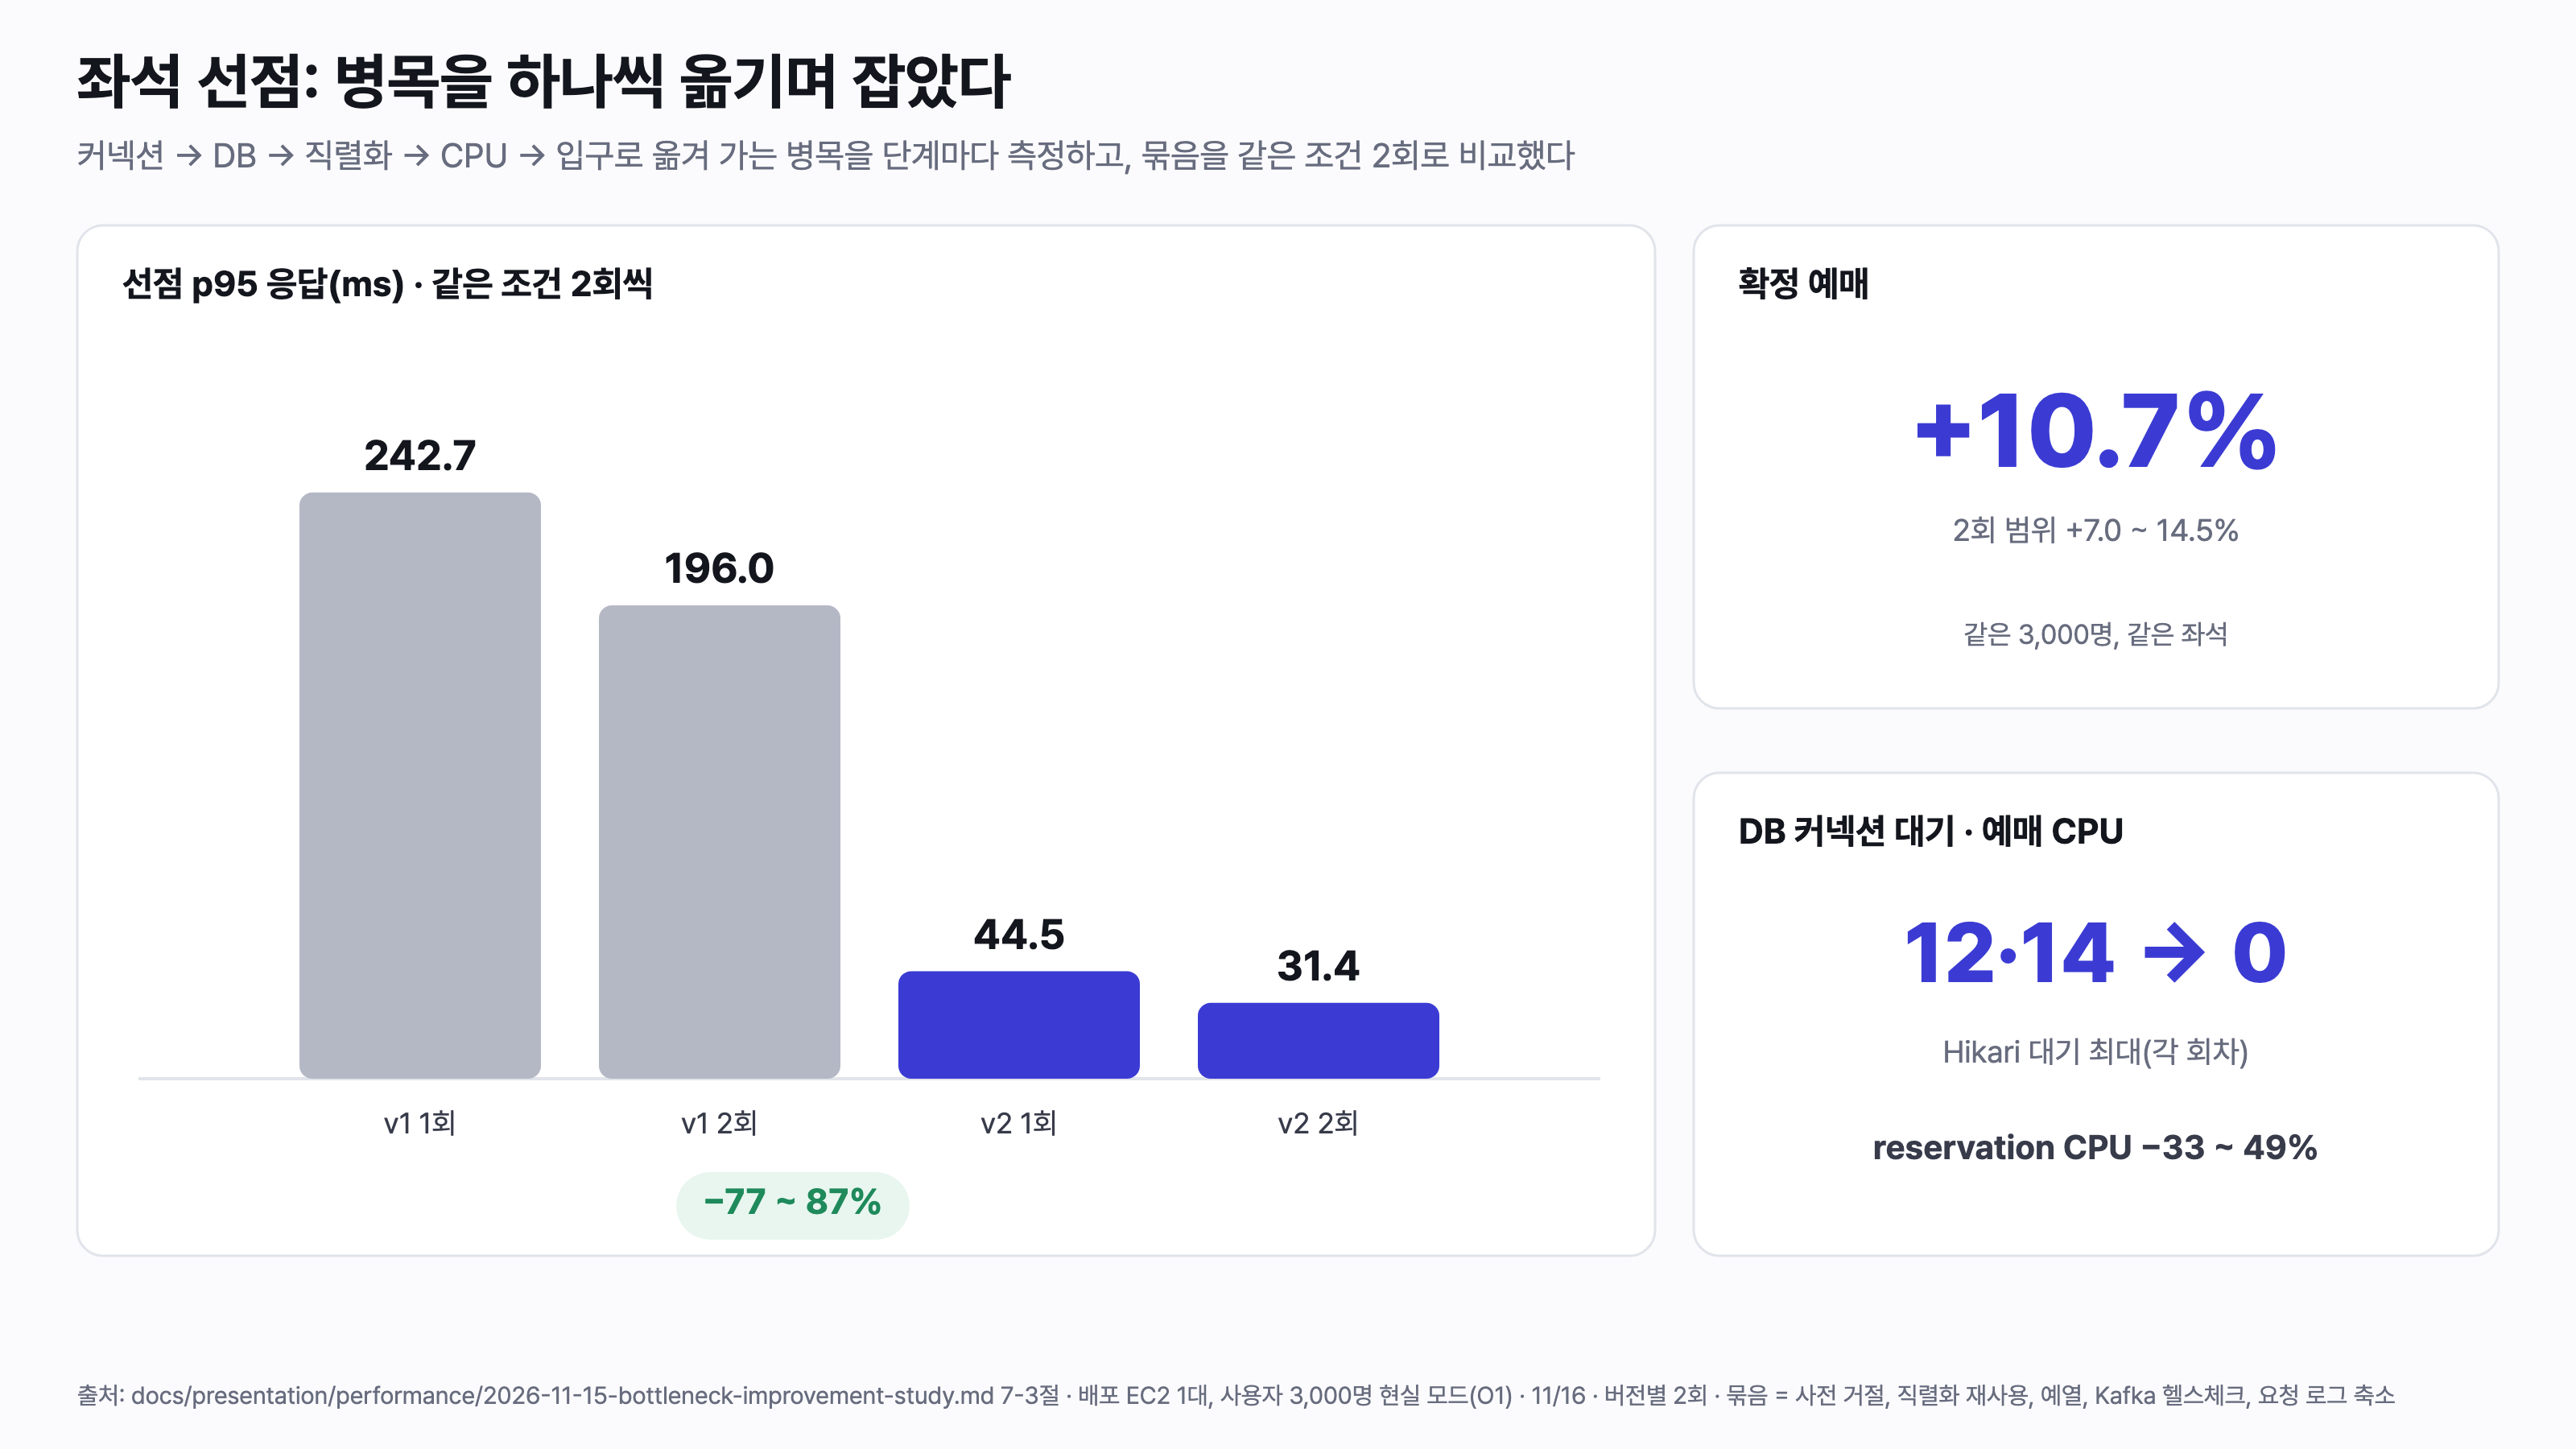 좌석 선점: 병목을 하나씩 옮기며 잡았다
커넥션 → DB → 직렬화 → CPU → 입구로 옮겨 가는 병목을 단계마다 측정하고, 묶음을 같은 조건 2회로 비교했다
선점 p95 응답(ms) · 같은 조건 2회씩
242.7
196.0
44.5
31.4
v1 1회
v1 2회
v2 1회
v2 2회
−77 ~ 87%
확정 예매
+10.7%
2회 범위 +7.0 ~ 14.5%
같은 3,000명, 같은 좌석
DB 커넥션 대기 · 예매 CPU
12·14 → 0
Hikari 대기 최대(각 회차)
reservation CPU −33 ~ 49%
출처: docs/presentation/performance/2026-11-15-bottleneck-improvement-study.md 7-3절 · 배포 EC2 1대, 사용자 3,000명 현실 모드(O1) · 11/16 · 버전별 2회 · 묶음 = 사전 거절, 직렬화 재사용, 예열, Kafka 헬스체크, 요청 로그 축소